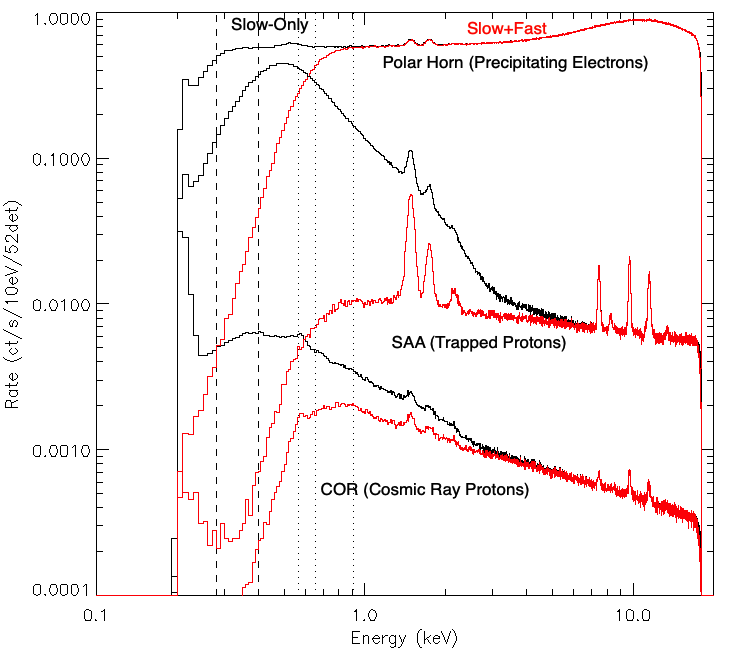 Slow-Only
Slow+Fast
Polar Horn (Precipitating Electrons)
SAA (Trapped Protons)
COR (Cosmic Ray Protons)
Rate (ct/s/10eV/52det)
1.0000
0.1000
0.0100
0.0010
0.0001
0.1
1.0
10.0
Energy (keV)